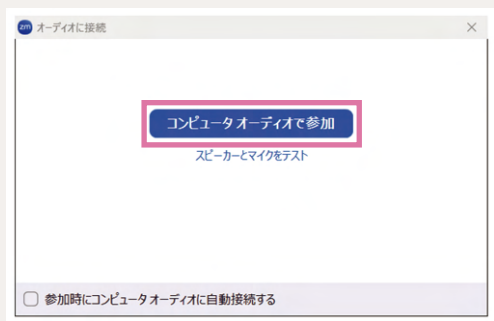 zm オーディオに接続
コンピュータ オーディオで参加
スピーカーとマイクをテスト
参加時にコンピュータ オーディオに自動接続する